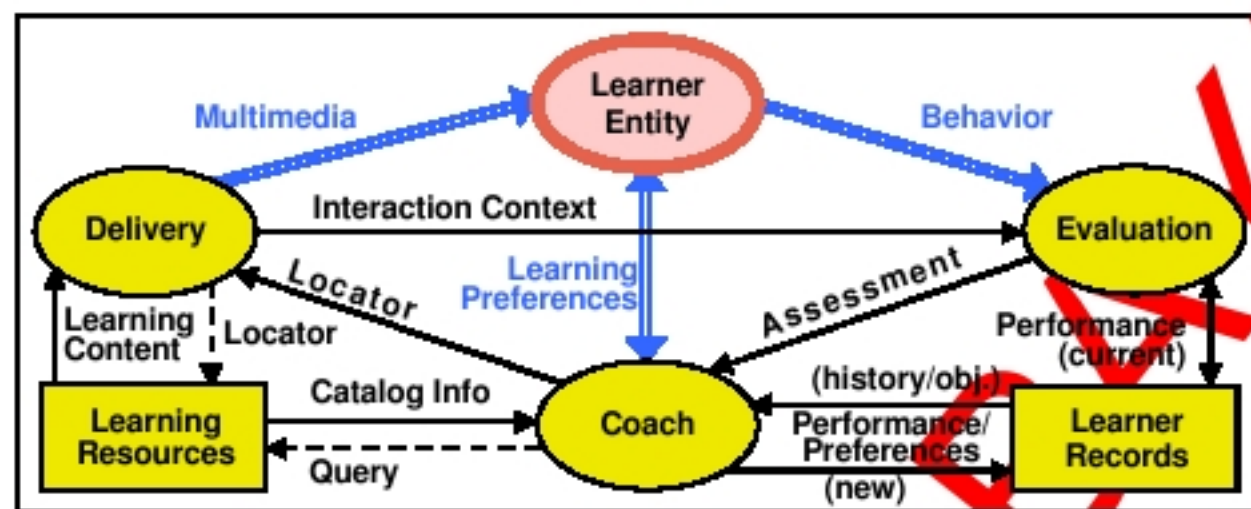 Learner
Entity
Multimedia
Behavior
Delivery
Interaction Context
Evaluation
Learning
Preferences
Locator
Assessment
Learning
Content
Locator
Performance
(current)
Catalog Info
(history/obj.)
Learning
Resources
Coach
Performance/
Preferences
(new)
Learner
Records
Query